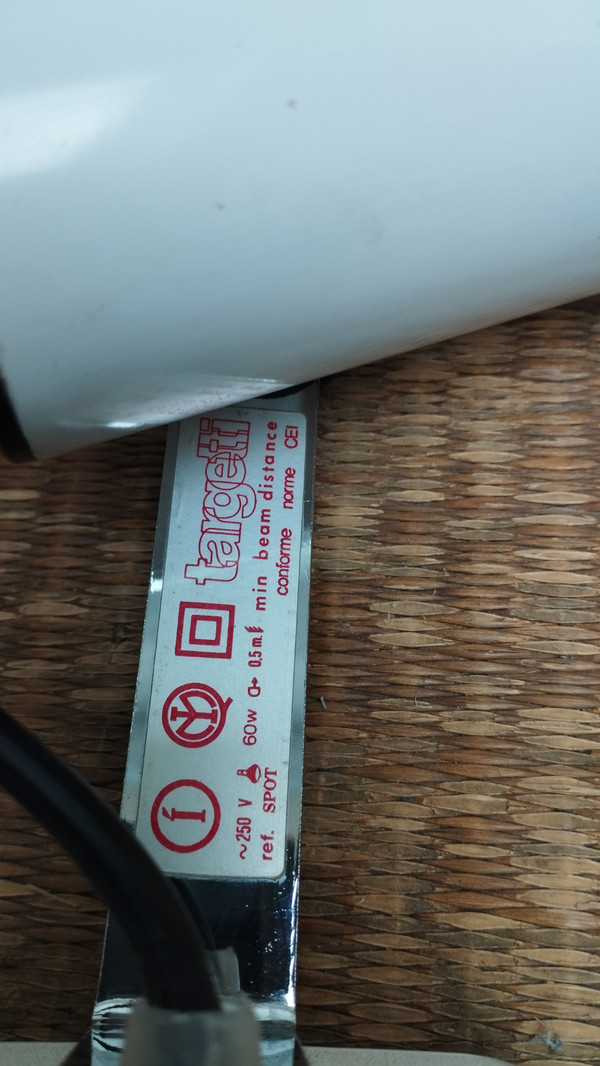 targetti
~250 V 60w 0,5 m. min beam distance
ref. SPOT conforme norme CEI